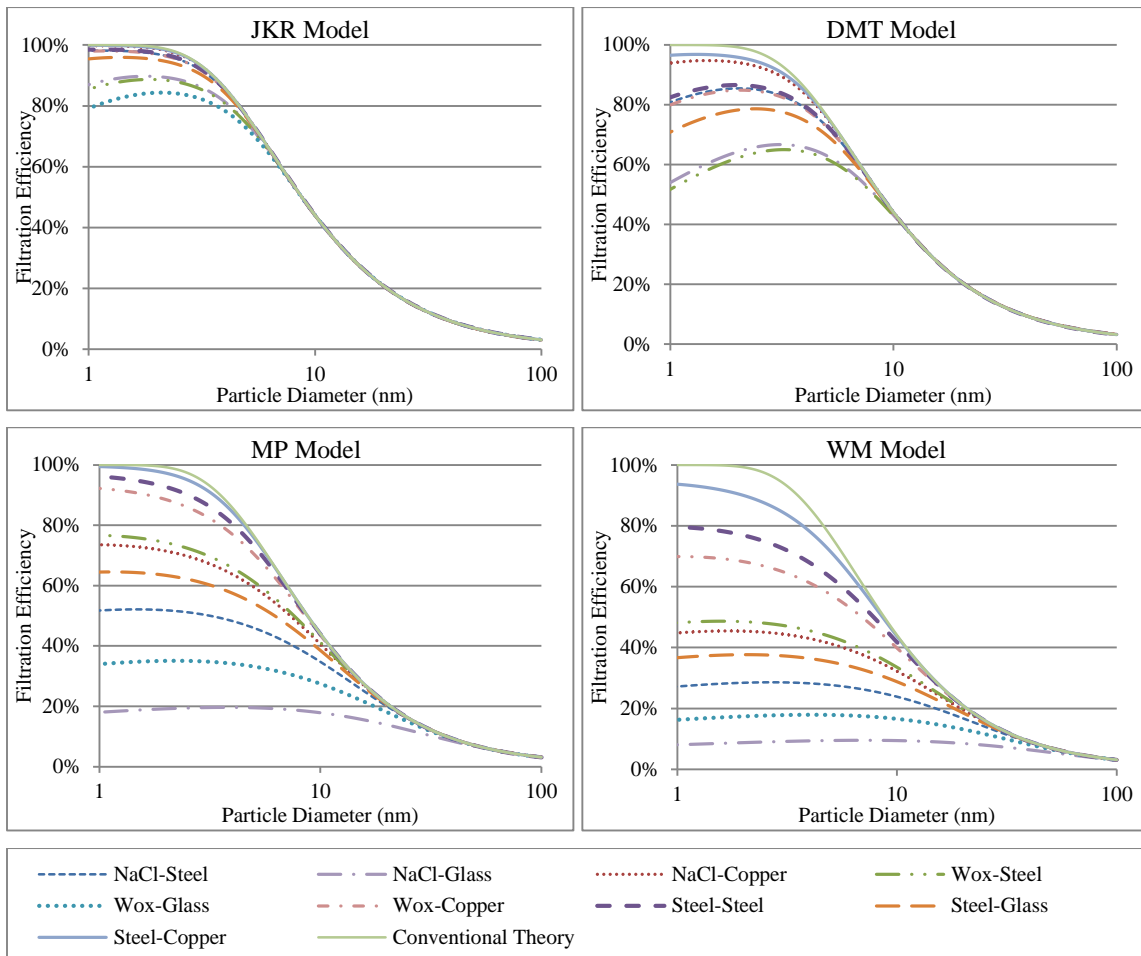 JKR Model
100%
80%
60%
40%
20%
0%
Filtration Efficiency
1
10
100
Particle Diameter (nm)
DMT Model
100%
80%
60%
40%
20%
0%
Filtration Efficiency
1
10
100
Particle Diameter (nm)
MP Model
100%
80%
60%
40%
20%
0%
Filtration Efficiency
1
10
100
Particle Diameter (nm)
WM Model
100%
80%
60%
40%
20%
0%
Filtration Efficiency
1
10
100
Particle Diameter (nm)
NaCl-Steel
NaCl-Glass
NaCl-Copper
Wox-Steel
Wox-Glass
Wox-Copper
Steel-Steel
Steel-Glass
Steel-Copper
Conventional Theory